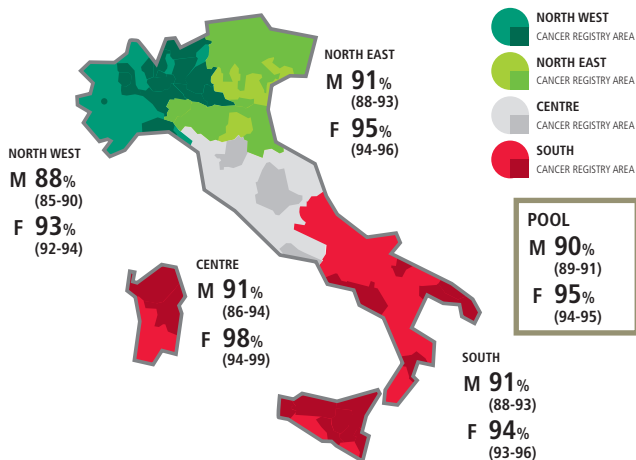 NORTH EAST
M 91%
(88-93)
F 95%
(94-96)
NORTH WEST
M 88%
(85-90)
F 93%
(92-94)
CENTRE
M 91%
(86-94)
F 98%
(94-99)
SOUTH
M 91%
(88-93)
F 94%
(93-96)
NORTH WEST
CANCER REGISTRY AREA
NORTH EAST
CANCER REGISTRY AREA
CENTRE
CANCER REGISTRY AREA
SOUTH
CANCER REGISTRY AREA
POOL
M 90%
(89-91)
F 95%
(94-95)